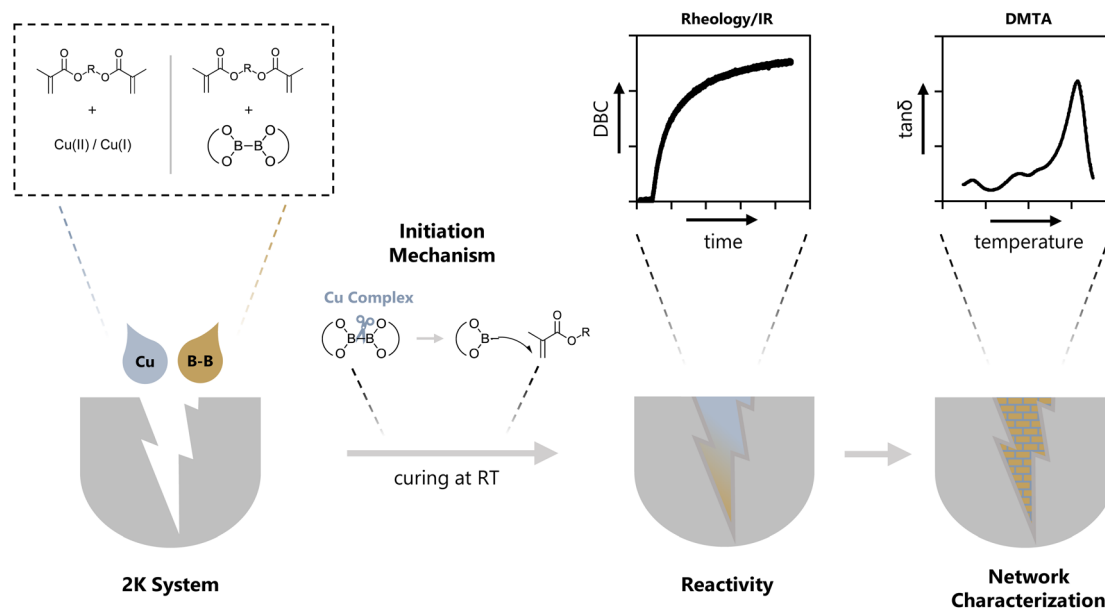 Rheology/IR
DMTA
O O
O R O
+
Cu(II) / Cu(I)
O O
O R O
+
O O
B B
O O
DBC
time
tanδ
temperature
Initiation
Mechanism
Cu Complex
O O
B B
O O
O
B
O
O
O R
Cu
B-B
curing at RT
2K System
Reactivity
Network
Characterization